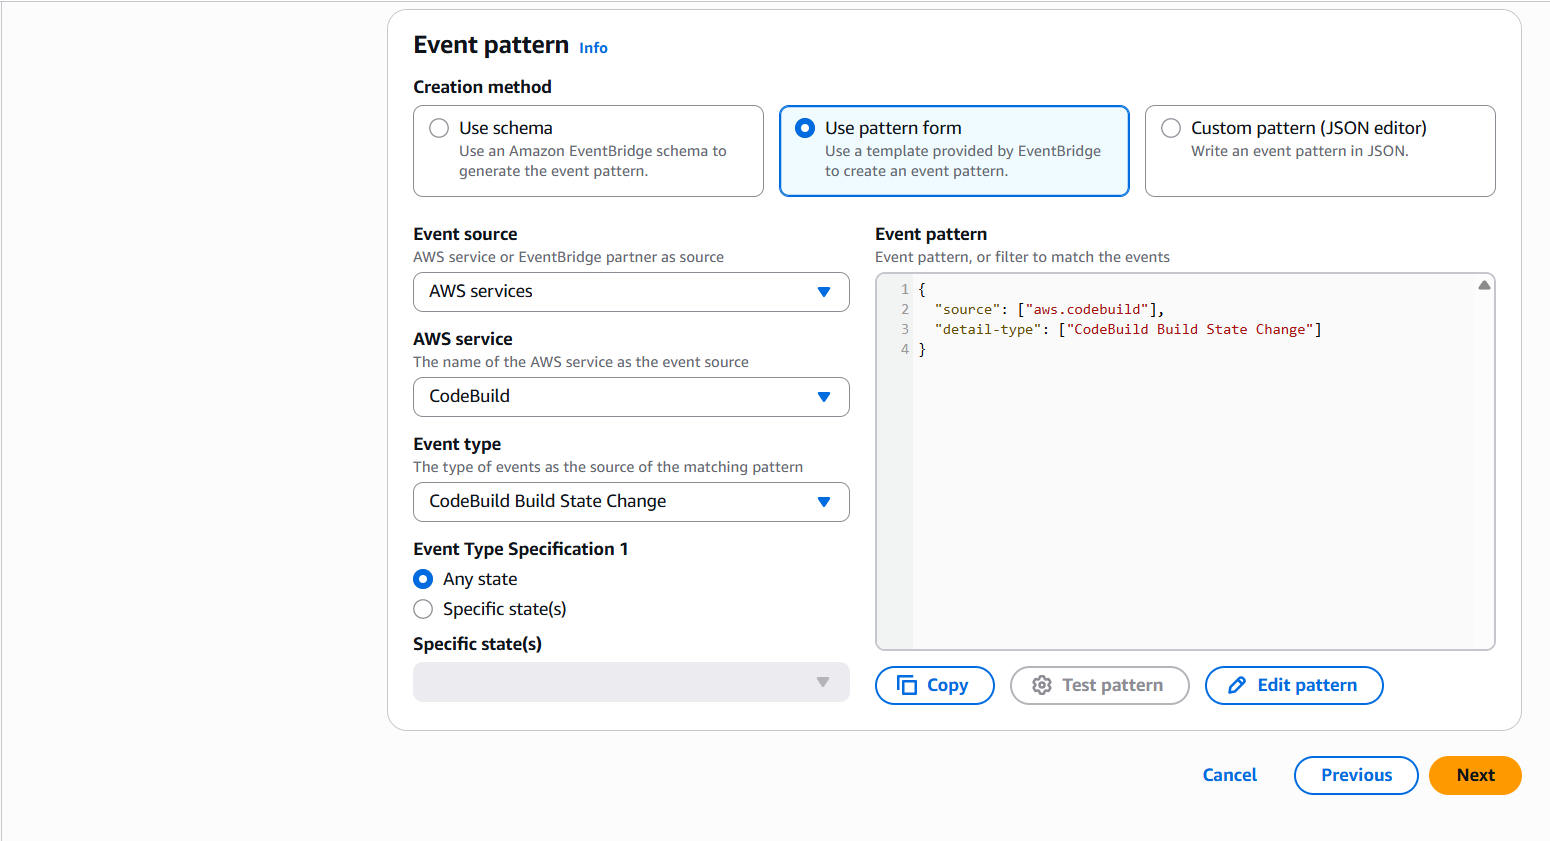 Event pattern Info
Creation method
Use schema
Use an Amazon EventBridge schema to
generate the event pattern.
Use pattern form
Use a template provided by EventBridge
to create an event pattern.
Custom pattern (JSON editor)
Write an event pattern in JSON.
Event source
AWS service or EventBridge partner as source
AWS services
AWS service
The name of the AWS service as the event source
CodeBuild
Event type
The type of events as the source of the matching pattern
CodeBuild Build State Change
Event Type Specification 1
Any state
Specific state(s)
Specific state(s)
Event pattern
Event pattern, or filter to match the events
1 {
2   "source": ["aws.codebuild"],
3   "detail-type": ["CodeBuild Build State Change"]
4 }
Copy
Test pattern
Edit pattern
Cancel
Previous
Next